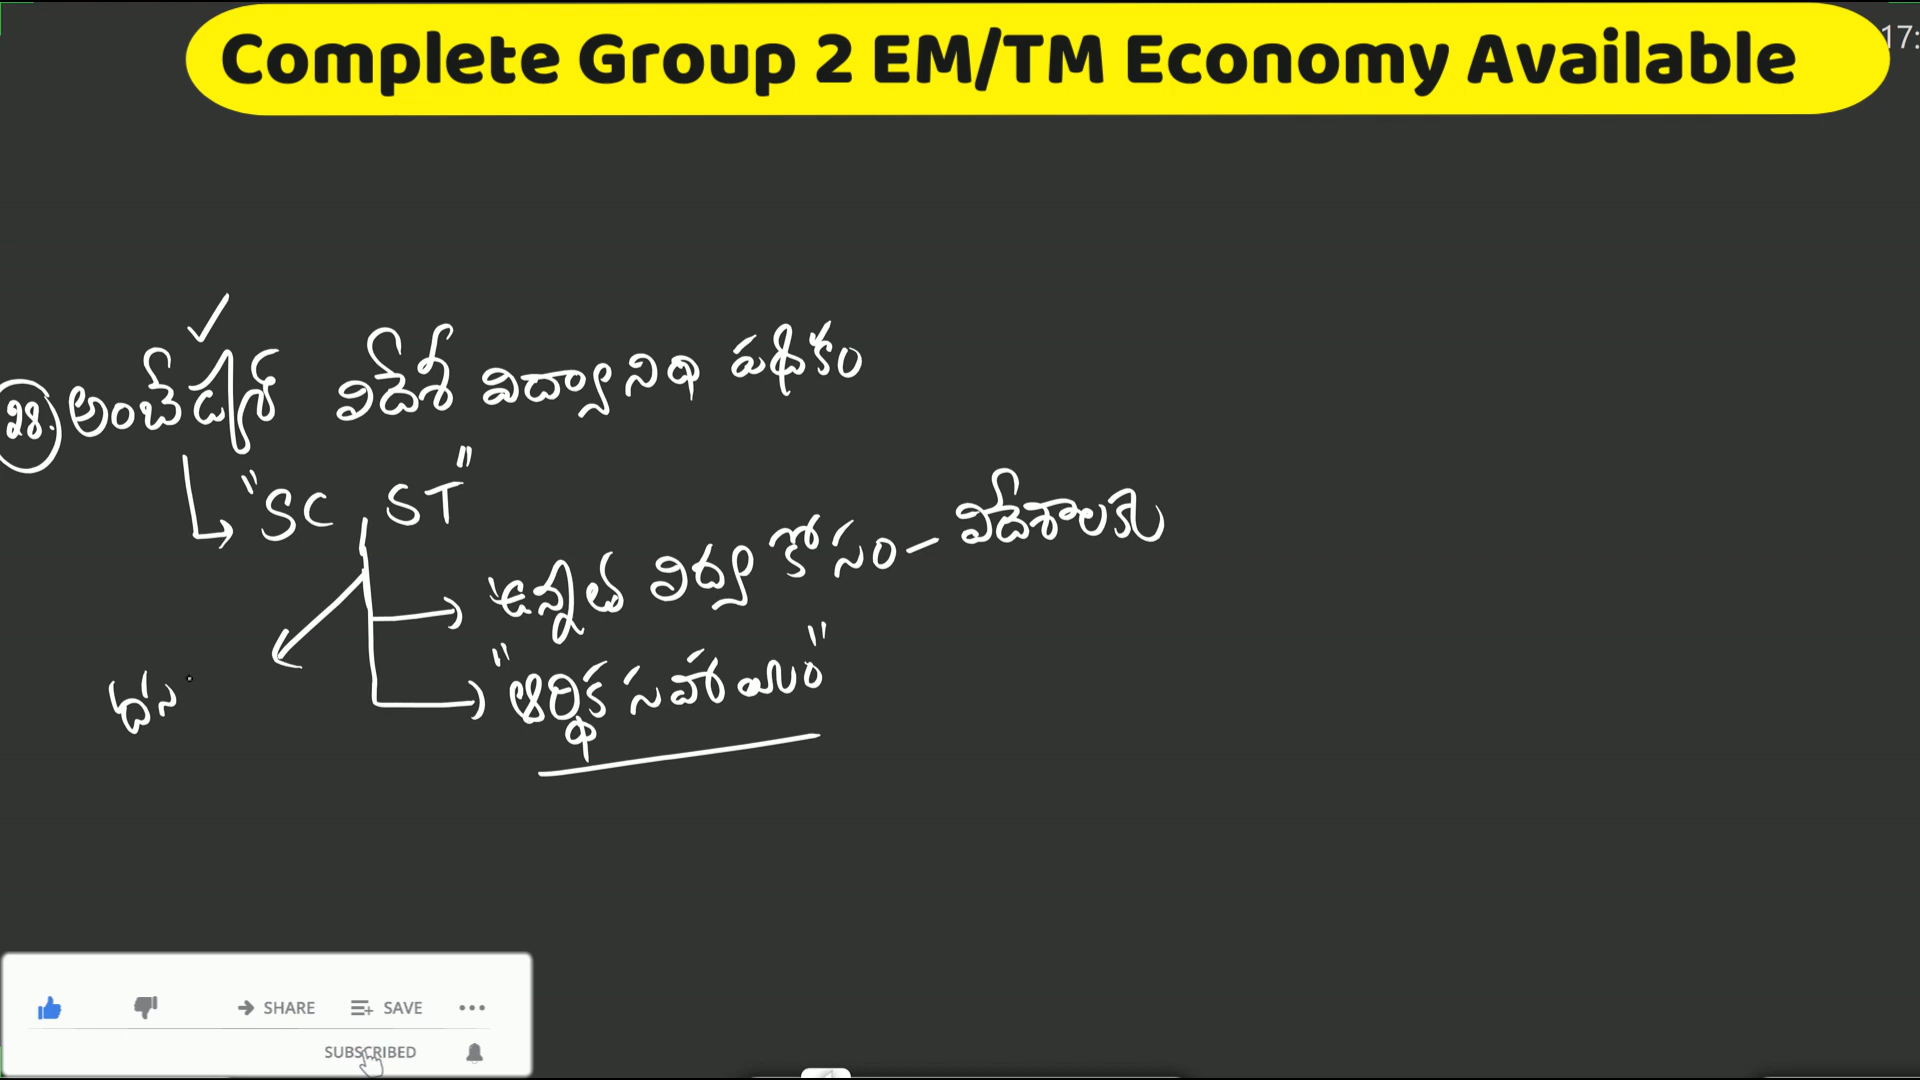 Complete Group 2 EM/TM Economy Available
17:
28. అంబేడ్కర్ విదేశీ విద్యానిధి పథకం
"SC, ST"
ఉన్నత విద్య కోసం - విదేశాలకు
"ఆర్థిక సహాయం"
SHARE SAVE
SUBSCRIBED